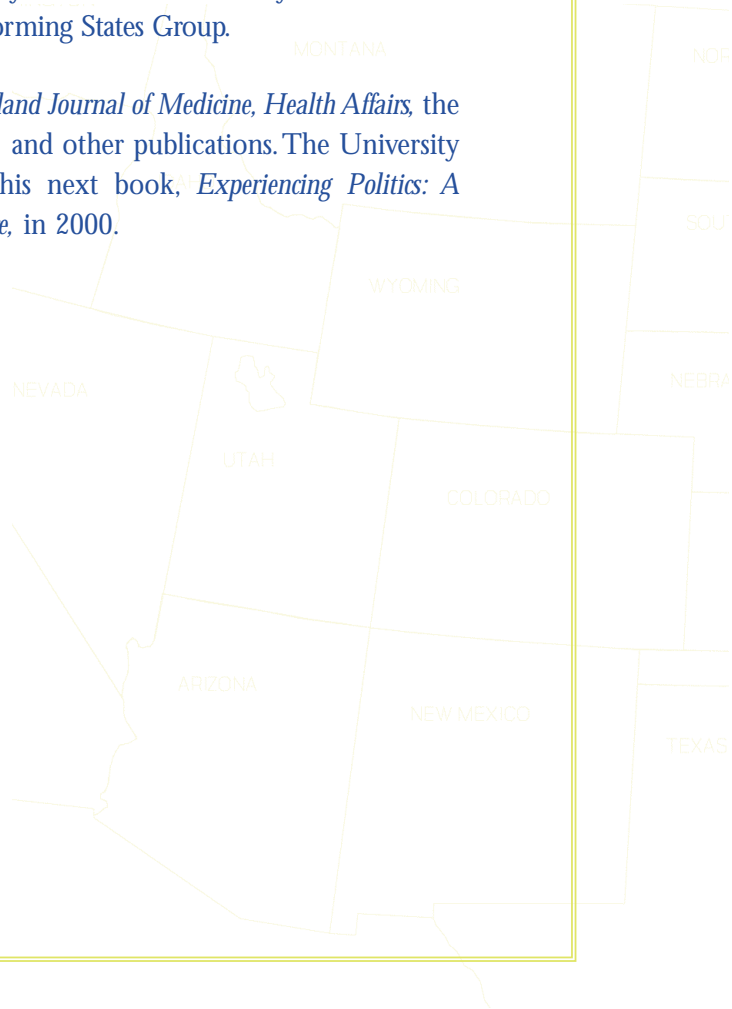 orming States Group.
land Journal of Medicine, Health Affairs, the
and other publications. The University
his next book, Experiencing Politics: A
e, in 2000.
MONTANA
NOR
SOU
WYOMING
NEBRA
NEVADA
UTAH
COLORADO
ARIZONA
NEW MEXICO
TEXAS